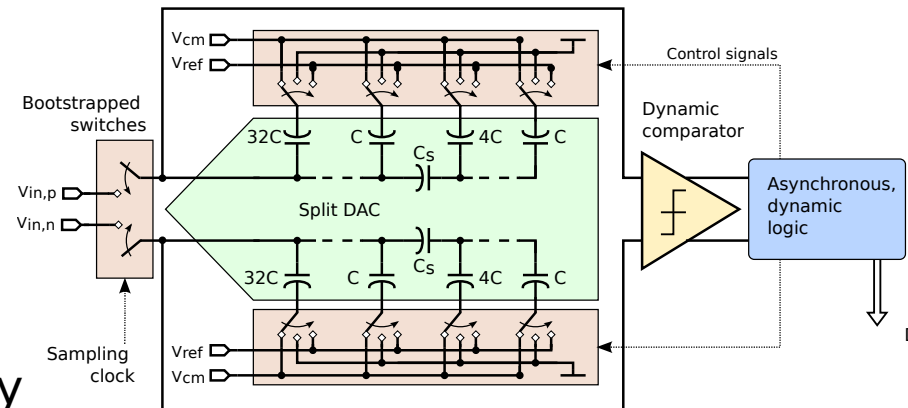 Vcm
Vref
Control signals
Bootstrapped
switches
Dynamic
comparator
32C
C
4C
C
Cs
Vin,p
Vin,n
Split DAC
Asynchronous,
dynamic
logic
Cs
32C
C
4C
C
Sampling
clock
Vref
Vcm
y